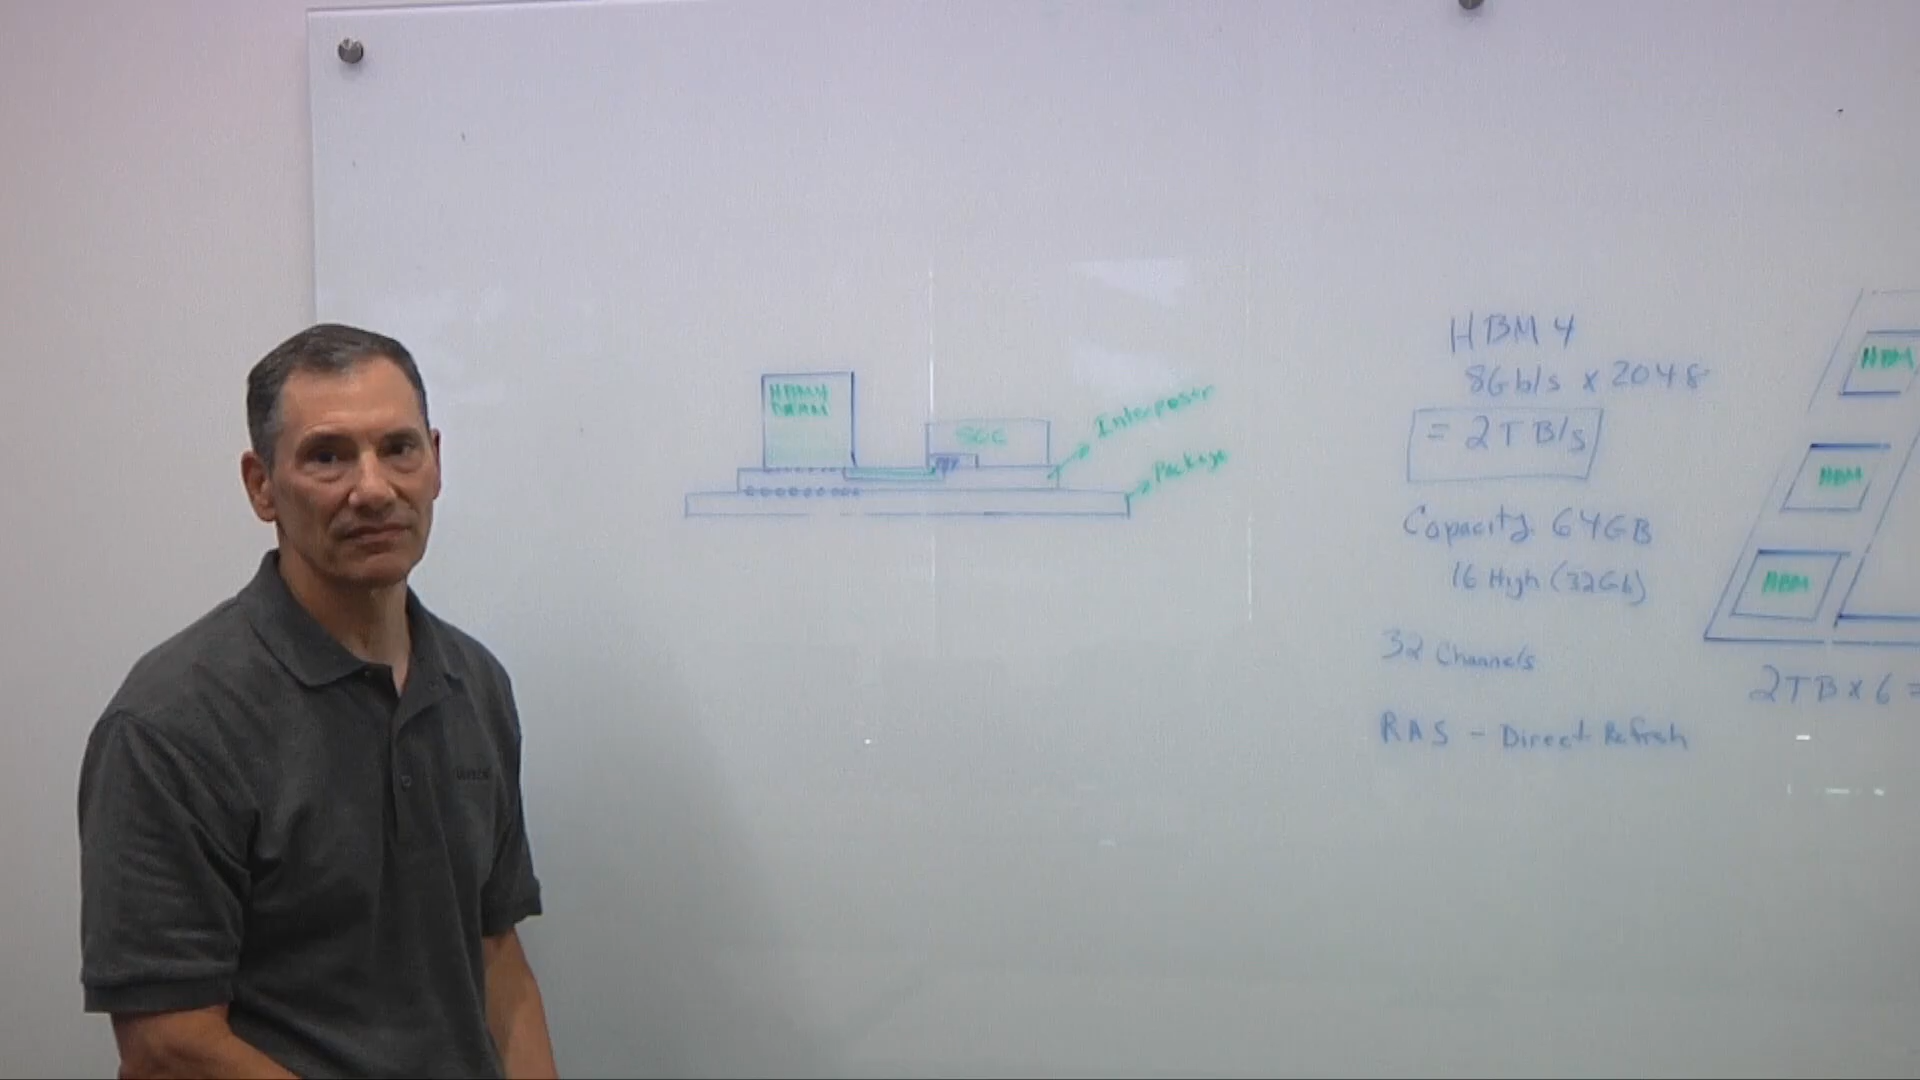 HBM4
DRAM
SOC
Interposer
Package
HBM 4
8Gb/s x 2048
= 2TB/s
Capacity 64GB
16 High (32Gb)
32 Channels
RAS - Direct Refresh
HBM
HBM
HBM
2TB x 6 =